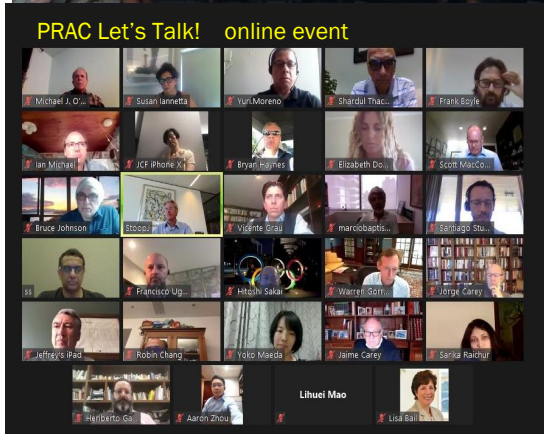 PRAC Let's Talk! online event
Michael J. O'...
Susan Iannetta
Yuri.Moreno
Shardul Thac...
Frank Boyle
Ian Michael
JCF iPhone X
Bryan Haynes
Elizabeth Do...
Scott MacCo...
Bruce Johnson
StoopJ
Vicente Grau
marciobaptis...
Santiago Stu...
ss
Francisco Ug...
Hitoshi Sakai
Warren Gorr...
Jorge Carey
Jeffrey's iPad
Robin Chang
Yoko Maeda
Jaime Carey
Sarika Raichur
Heriberto Ga
Aaron Zhou
Lihuei Mao
Lisa Bail